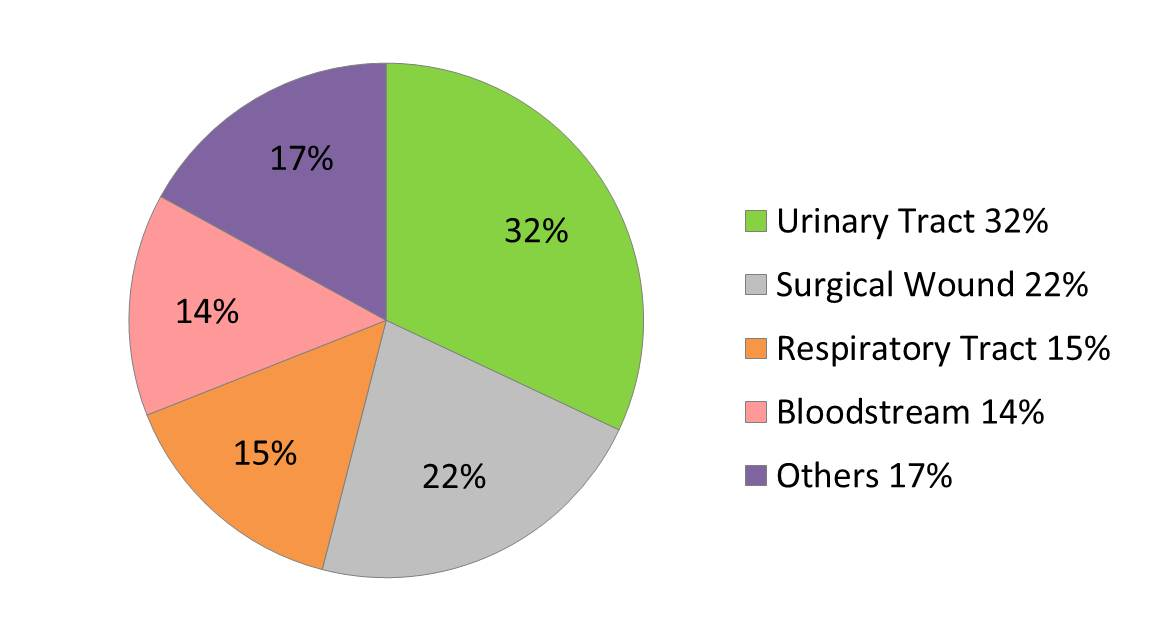 17%
32%
14%
15%
22%
Urinary Tract 32%
Surgical Wound 22%
Respiratory Tract 15%
Bloodstream 14%
Others 17%